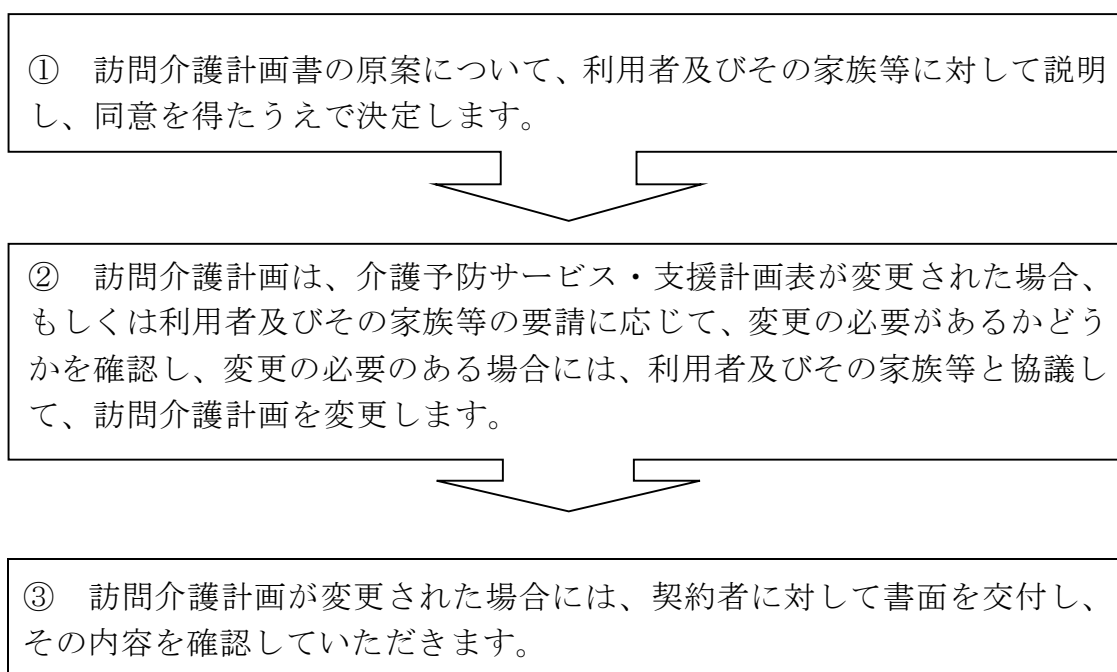 ① 訪問介護計画書の原案について、利用者及びその家族等に対して説明
し、同意を得たうえで決定します。
② 訪問介護計画は、介護予防サービス・支援計画表が変更された場合、
もしくは利用者及びその家族等の要請に応じて、変更の必要があるかどう
かを確認し、変更の必要のある場合には、利用者及びその家族等と協議し
て、訪問介護計画を変更します。
③ 訪問介護計画が変更された場合には、契約者に対して書面を交付し、
その内容を確認していただきます。